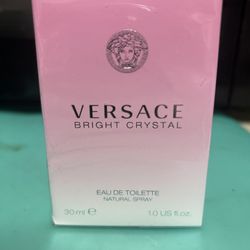 VERSACE
BRIGHT CRYSTAL
EAU DE TOILETTE
NATURAL SPRAY
30 ml ℮ 1.0 US fl.oz.